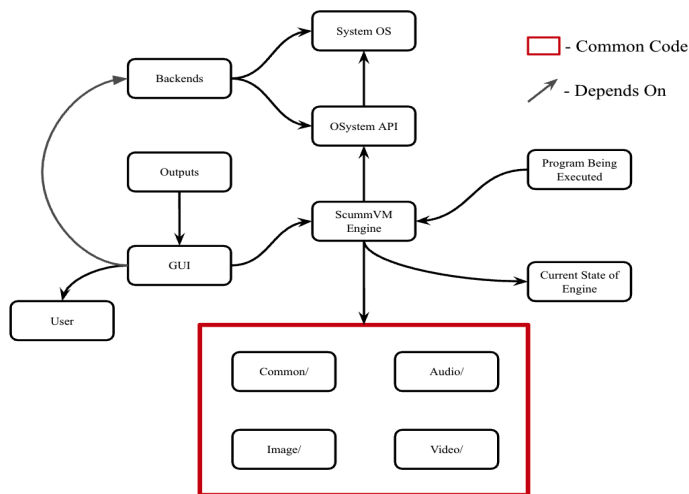 System OS
- Common Code
Backends
- Depends On
OSystem API
Outputs
Program Being
Executed
ScummVM
Engine
GUI
Current State of
Engine
User
Common/
Audio/
Image/
Video/